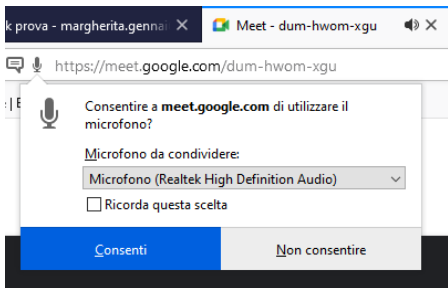 k prova - margherita.gennai
Meet - dum-hwom-xgu
https://meet.google.com/dum-hwom-xgu
Consentire a meet.google.com di utilizzare il
microfono?
Microfono da condividere:
Microfono (Realtek High Definition Audio)
Ricorda questa scelta
Consenti
Non consentire